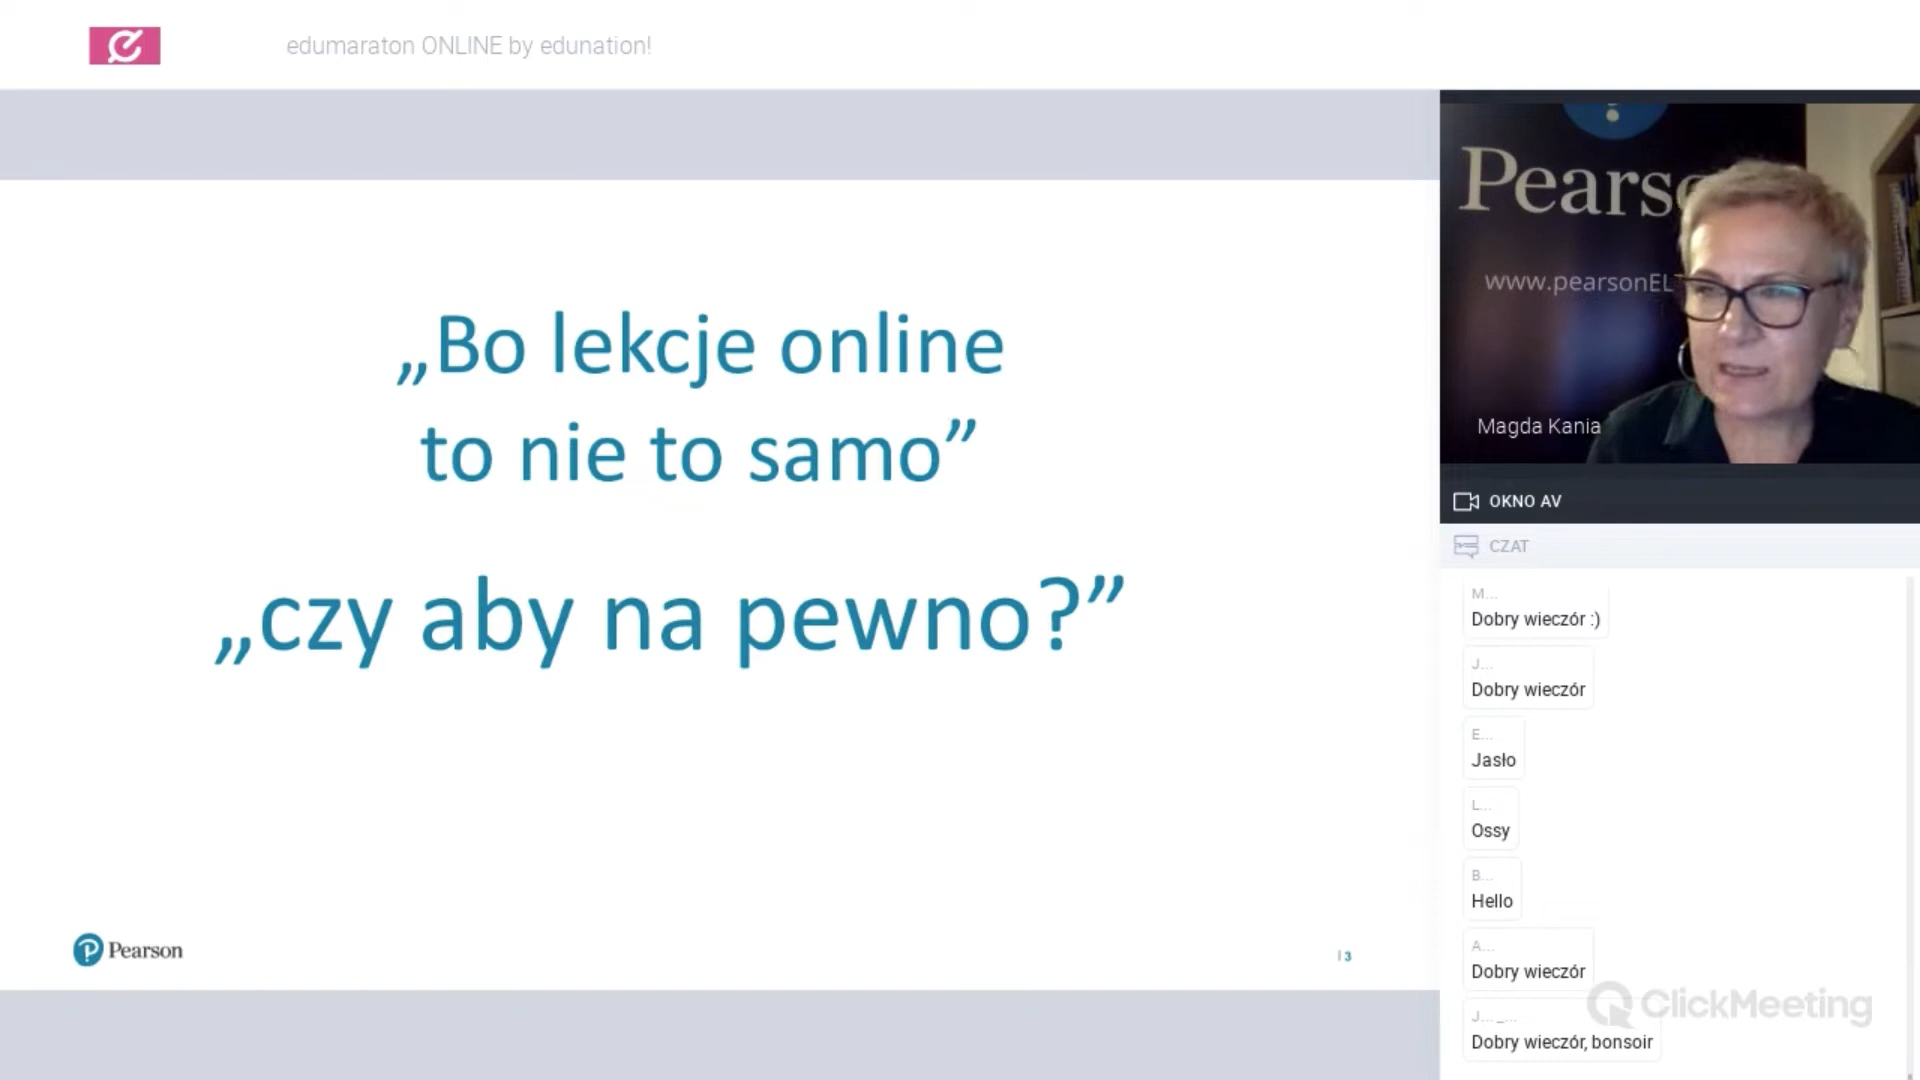 edumaraton ONLINE by edunation!
„Bo lekcje online
to nie to samo”
„czy aby na pewno?”
Pearson
| 3
Pearso
www.pearsonEL
Magda Kania
OKNO AV
CZAT
M...
Dobry wieczór :)
J...
Dobry wieczór
E...
Jasło
L...
Ossy
B...
Hello
A...
Dobry wieczór
J... _...
Dobry wieczór, bonsoir
ClickMeeting